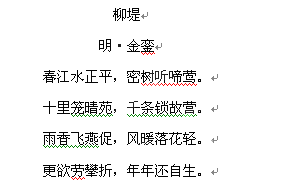 柳堤
明·金銮
春江水正平，密树听啼莺。
十里笼晴苑，千条锁故营。
雨香飞燕促，风暖落花轻。
更欲劳攀折，年年还自生。